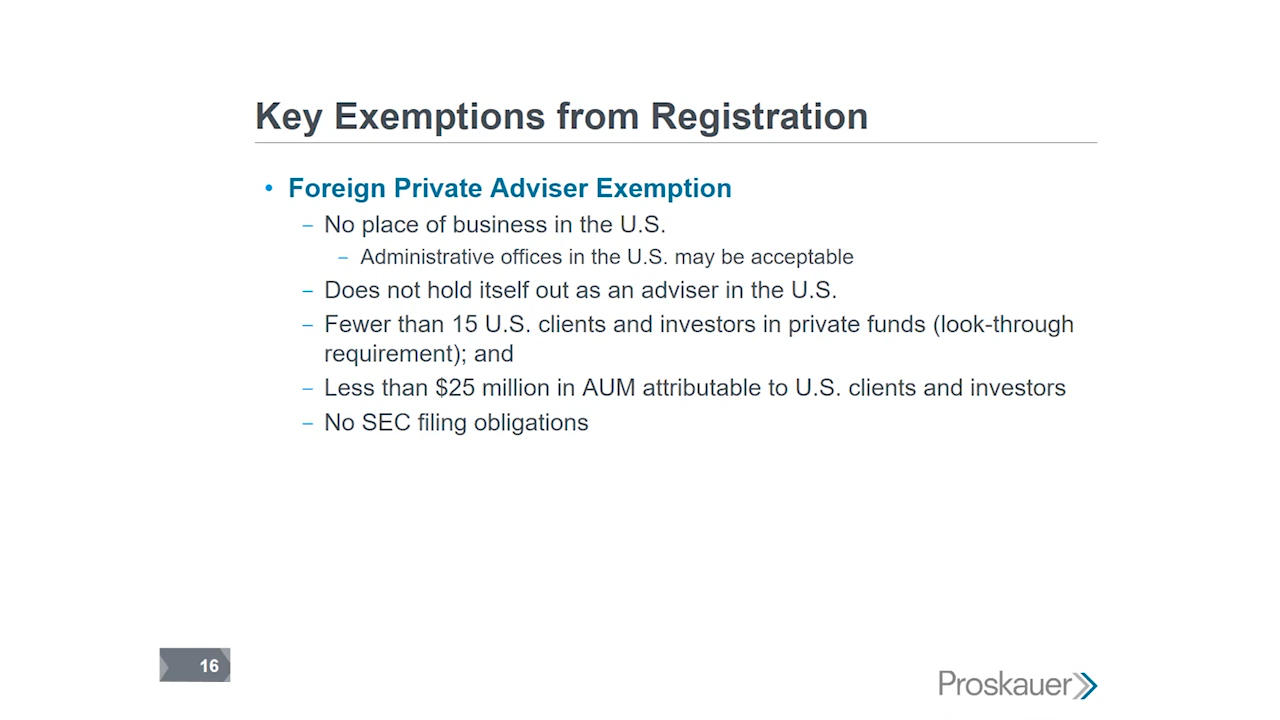 Key Exemptions from Registration
• Foreign Private Adviser Exemption
– No place of business in the U.S.
– Administrative offices in the U.S. may be acceptable
– Does not hold itself out as an adviser in the U.S.
– Fewer than 15 U.S. clients and investors in private funds (look-through
requirement); and
– Less than $25 million in AUM attributable to U.S. clients and investors
– No SEC filing obligations
16
Proskauer